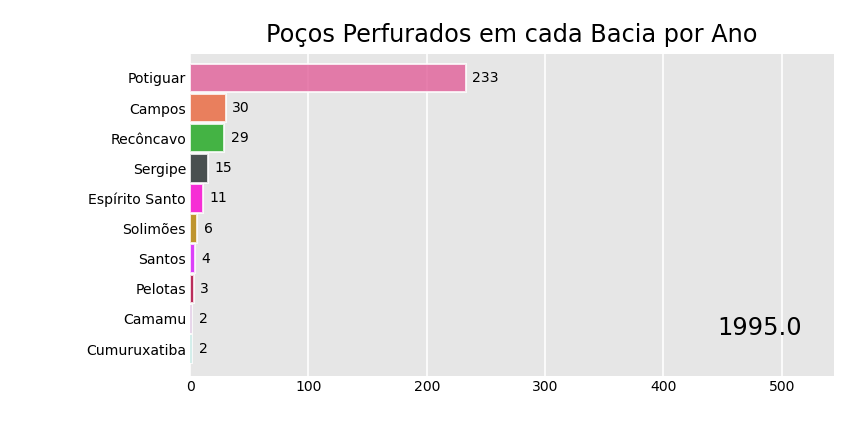 Poços Perfurados em cada Bacia por Ano
Potiguar 233
Campos 30
Recôncavo 29
Sergipe 15
Espírito Santo 11
Solimões 6
Santos 4
Pelotas 3
Camamu 2
1995.0
Cumuruxatiba 2
0 100 200 300 400 500